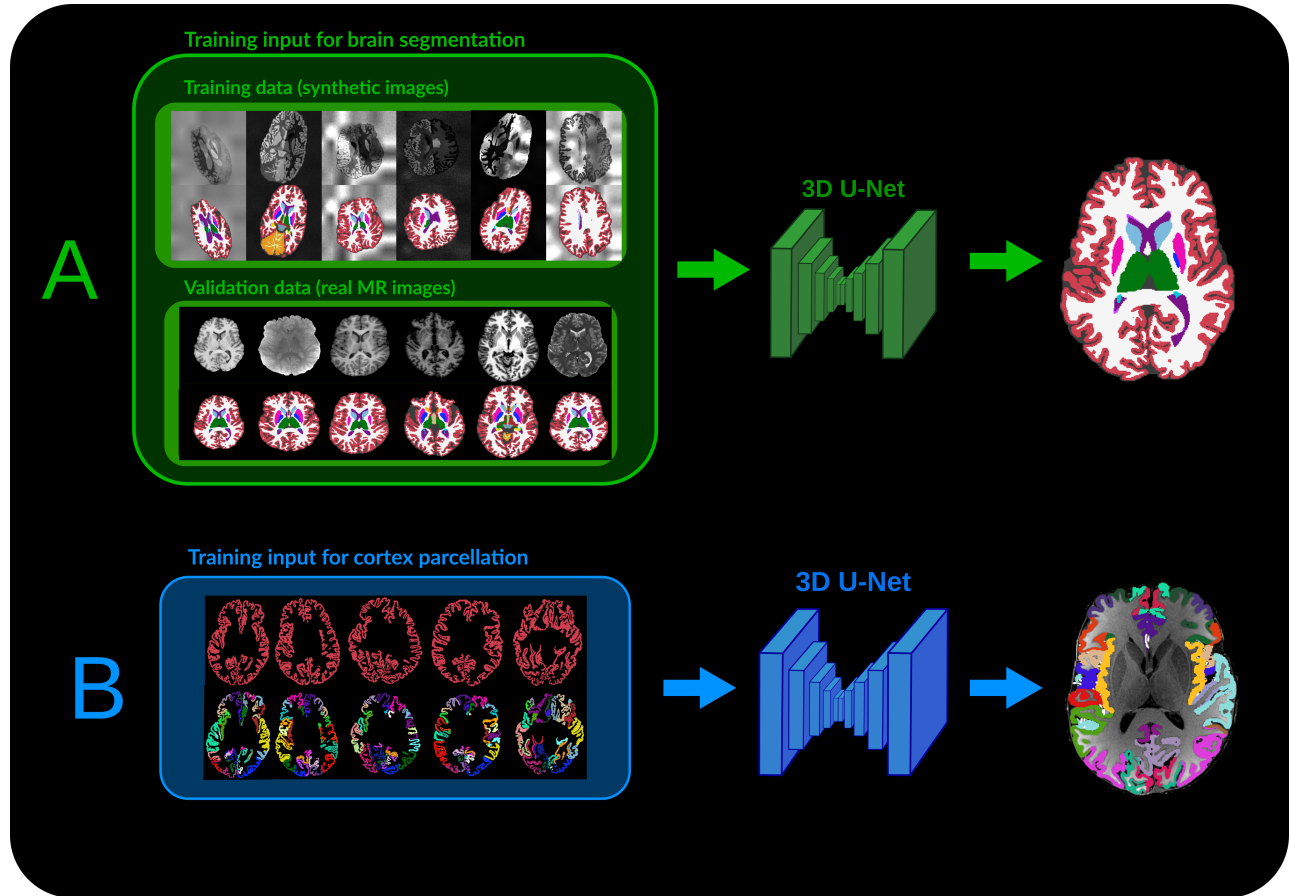 Training input for brain segmentation
Training data (synthetic images)
3D U-Net
A
Validation data (real MR images)
Training input for cortex parcellation
3D U-Net
B